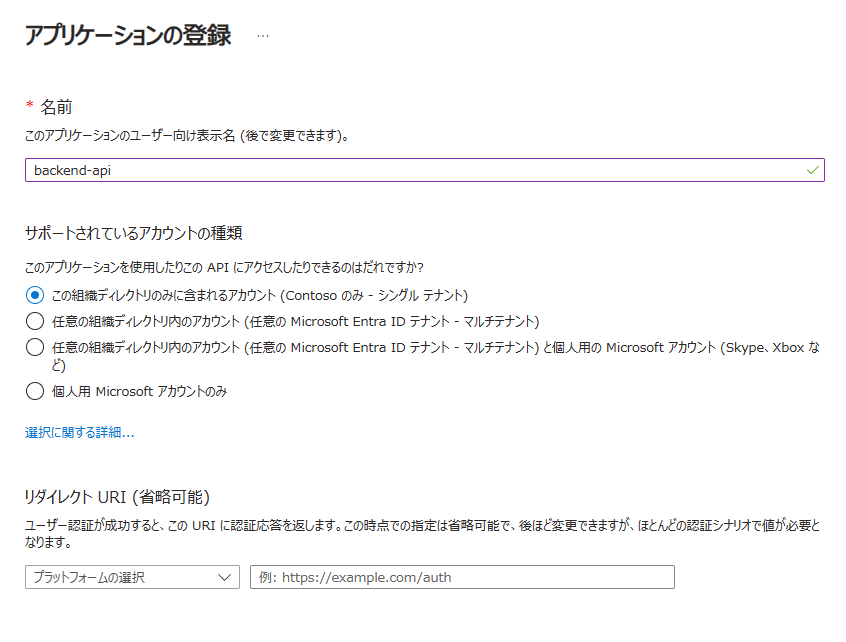 アプリケーションの登録 …
* 名前
このアプリケーションのユーザー向け表示名 (後で変更できます)。
backend-api
サポートされているアカウントの種類
このアプリケーションを使用したりこの API にアクセスしたりできるのはだれですか?
この組織ディレクトリのみに含まれるアカウント (Contoso のみ - シングル テナント)
任意の組織ディレクトリ内のアカウント (任意の Microsoft Entra ID テナント - マルチテナント)
任意の組織ディレクトリ内のアカウント (任意の Microsoft Entra ID テナント - マルチテナント) と個人用の Microsoft アカウント (Skype、Xbox な
ど)
個人用 Microsoft アカウントのみ
選択に関する詳細...
リダイレクト URI (省略可能)
ユーザー認証が成功すると、この URI に認証応答を返します。この時点での指定は省略可能で、後ほど変更できますが、ほとんどの認証シナリオで値が必要と
なります。
プラットフォームの選択
例: https://example.com/auth